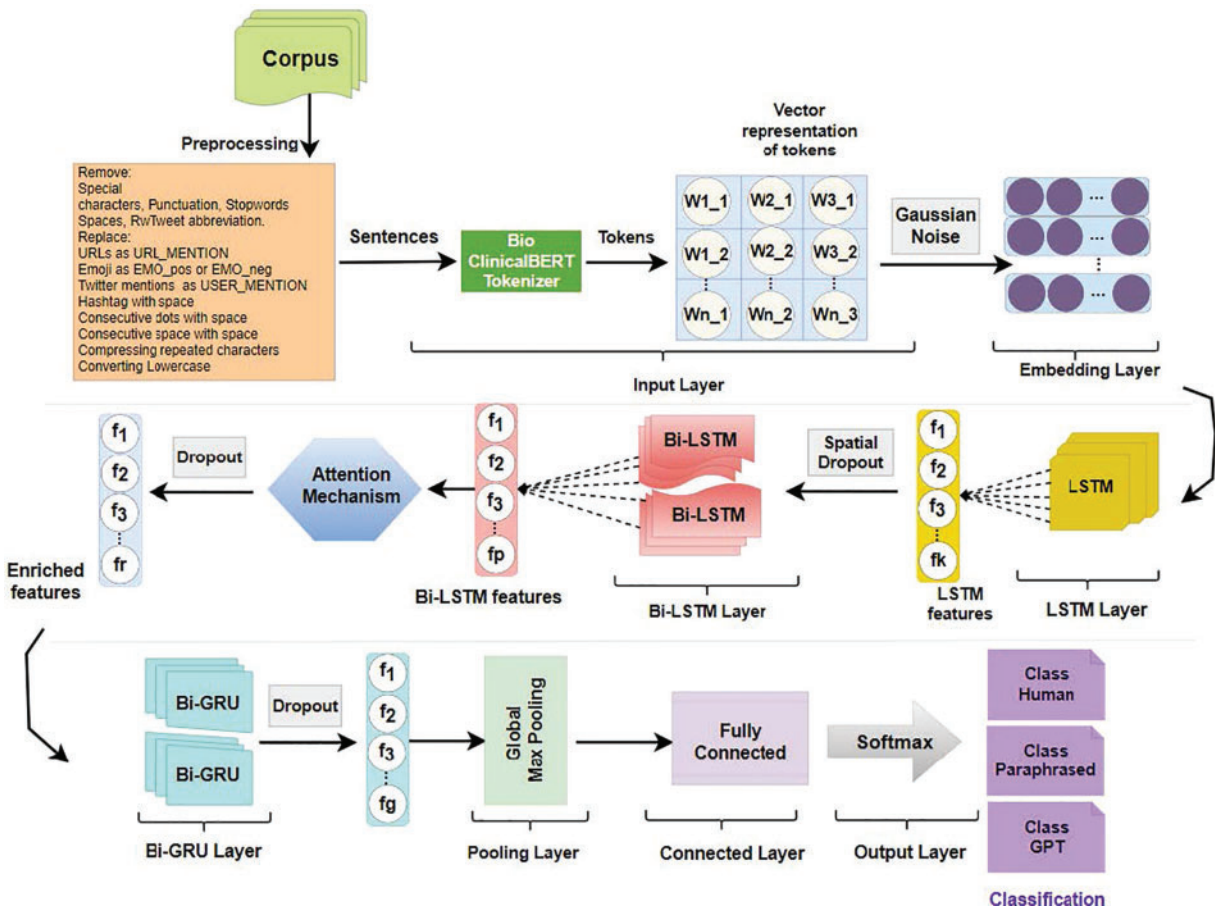 Corpus
Preprocessing
Remove:
Special
characters, Punctuation, Stopwords
Spaces, RwTweet abbreviation.
Replace:
URLs as URL_MENTION
Emoji as EMO_pos or EMO_neg
Twitter mentions as USER_MENTION
Hashtag with space
Consecutive dots with space
Consecutive space with space
Compressing repeated characters
Converting Lowercase
Sentences
Bio
ClinicalBERT
Tokenizer
Tokens
Vector
representation
of tokens
W1_1 W2_1 W3_1
W1_2 W2_2 W3_2
Wn_1 Wn_2 Wn_3
Gaussian
Noise
...
...
...
Input Layer
Embedding Layer
f1
f2
f3
fr
Enriched
features
Dropout
Attention
Mechanism
f1
f2
f3
fp
Bi-LSTM features
Bi-LSTM
Bi-LSTM
Bi-LSTM Layer
Spatial
Dropout
f1
f2
f3
fk
LSTM
features
LSTM
LSTM Layer
Bi-GRU
Bi-GRU
Bi-GRU Layer
Dropout
f1
f2
f3
fg
Global
Max Pooling
Pooling Layer
Fully
Connected
Connected Layer
Softmax
Output Layer
Class
Human
Class
Paraphrased
Class
GPT
Classification